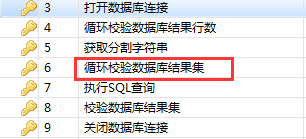 3 打开数据库连接
4 循环校验数据库结果行数
5 获取分割字符串
6 循环校验数据库结果集
7 执行SQL查询
8 校验数据库结果集
9 关闭数据库连接